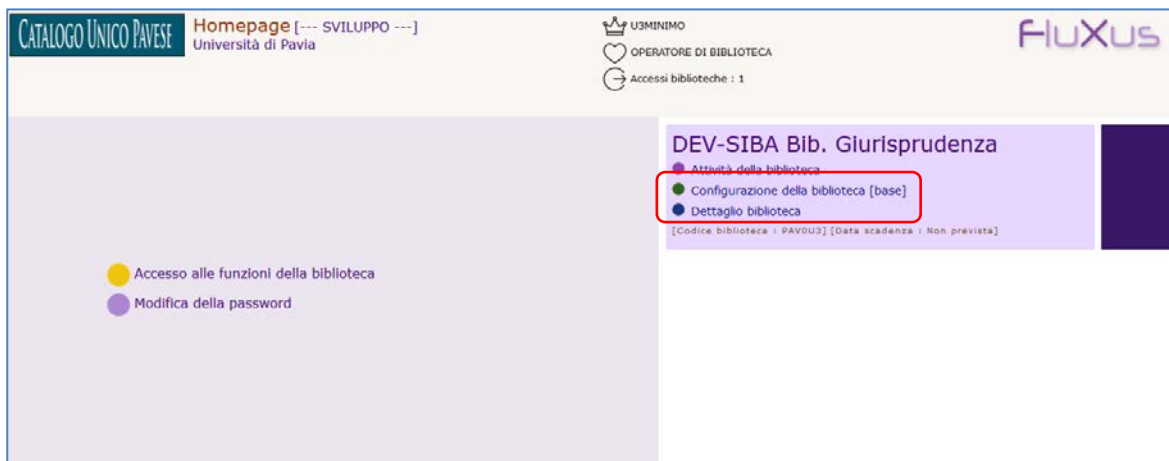 CATALOGO UNICO PAVESE
Homepage [--- SVILUPPO ---]
Università di Pavia
U3MINIMO
OPERATORE DI BIBLIOTECA
Accessi biblioteche : 1
FluXus
DEV-SIBA Bib. Giurisprudenza
Attività della biblioteca
Configurazione della biblioteca [base]
Dettaglio biblioteca
[Codice biblioteca : PAV0U3] [Data scadenza : Non prevista]
Accesso alle funzioni della biblioteca
Modifica della password